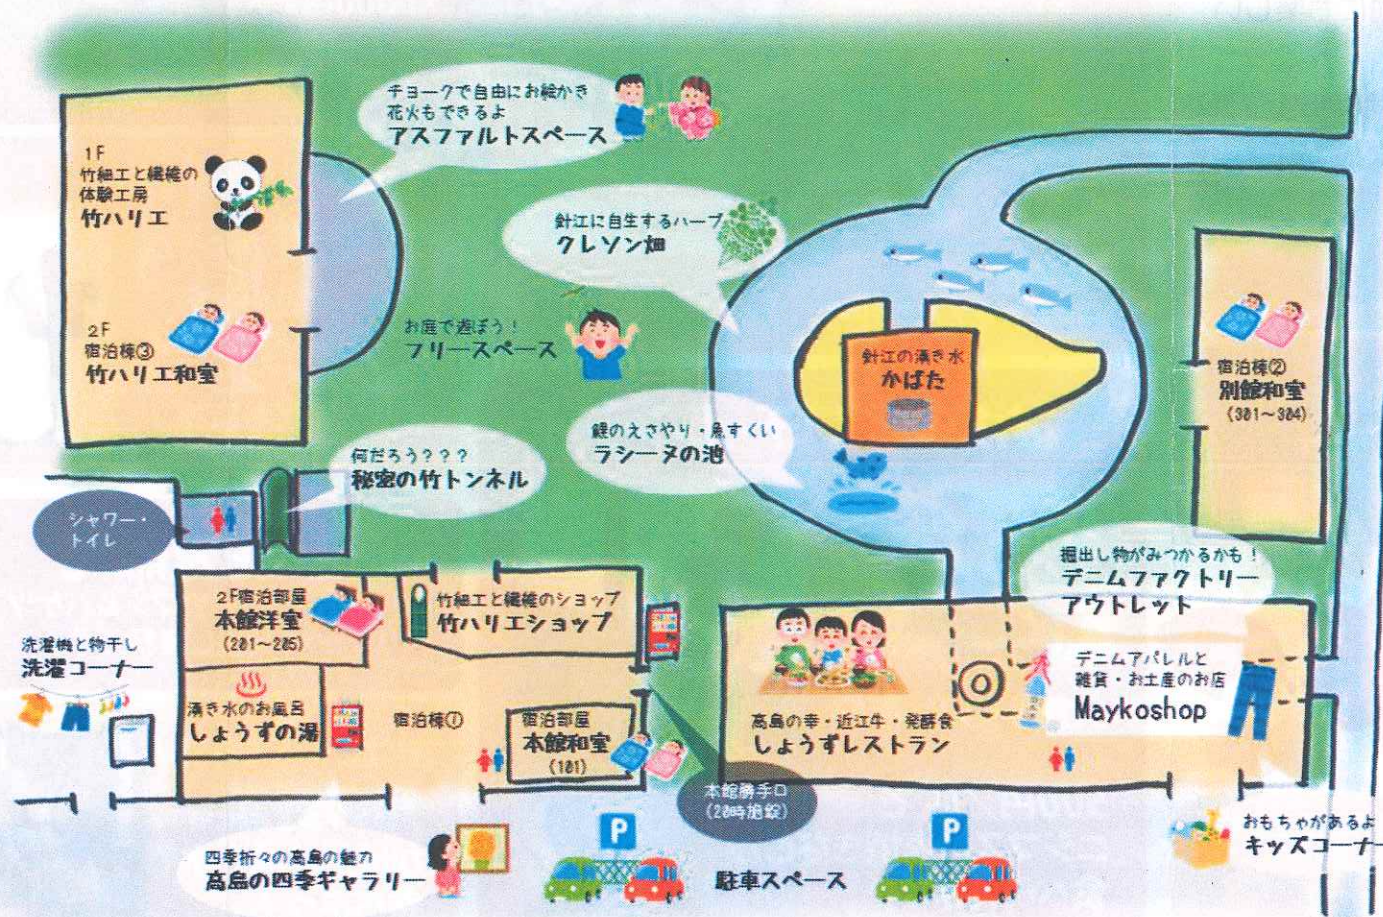 チョークで自由にお絵かき
花火もできるよ
アスファルトスペース
1F
竹細工と繊維の
体験工房
竹ハリエ
針江に自生するハーブ
クレソン畑
2F
宿泊棟③
竹ハリエ和室
お庭で遊ぼう！
フリースペース
針江の湧き水
かばた
宿泊棟②
別館和室
(301～304)
鯉のえさやり・魚すくい
ラシーヌの池
何だろう？？？
秘密の竹トンネル
シャワー・
トイレ
掘出し物がみつかるかも！
デニムファクトリー
アウトレット
2F宿泊部屋
本館洋室
(201～205)
竹細工と繊維のショップ
竹ハリエショップ
洗濯機と物干し
洗濯コーナー
デニムアパレルと
雑貨・お土産のお店
Maykoshop
湧き水のお風呂
しょうずの湯
宿泊棟①
宿泊部屋
本館和室
(101)
高島の幸・近江牛・発酵食
しょうずレストラン
本館勝手口
(20時施錠)
P
P
おもちゃがあるよ
キッズコーナー
四季折々の高島の魅力
高島の四季ギャラリー
駐車スペース